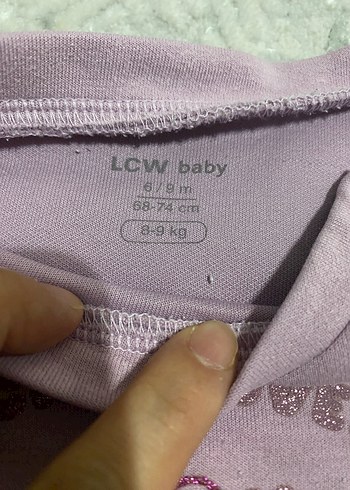 LCW baby
6 / 9 m
68-74 cm
8-9 kg